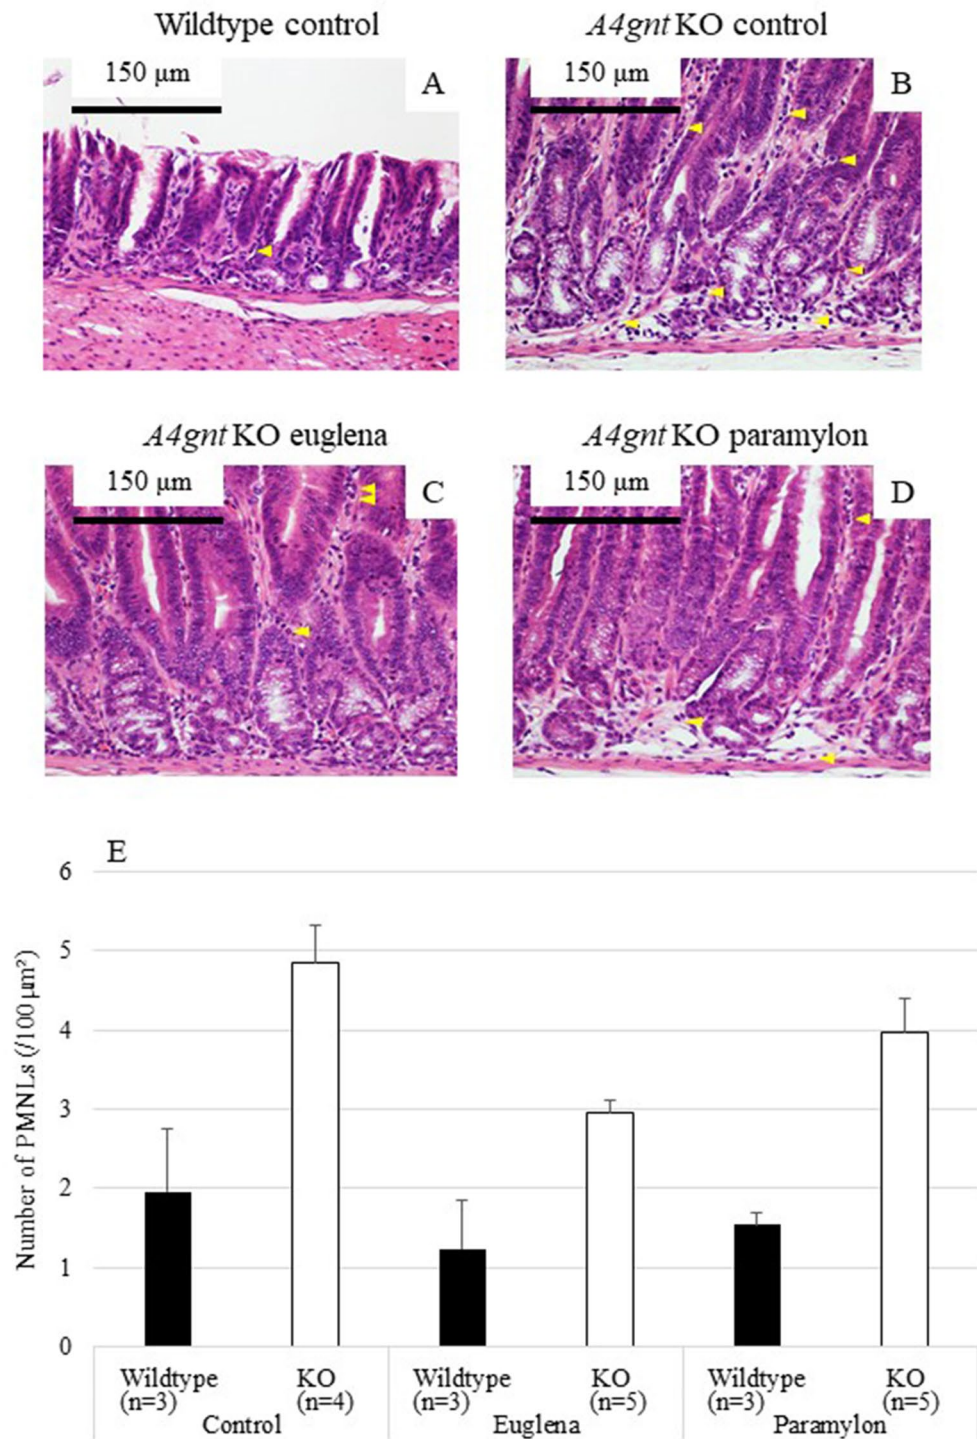 Wildtype control
A4gnt KO control
150 µm
A
150 µm
B
A4gnt KO euglena
A4gnt KO paramylon
150 µm
C
150 µm
D
E
Number of PMNLs (/100 µm²)
6
5
4
3
2
1
0
Wildtype
(n=3)
KO
(n=4)
Wildtype
(n=3)
KO
(n=5)
Wildtype
(n=3)
KO
(n=5)
Control
Euglena
Paramylon